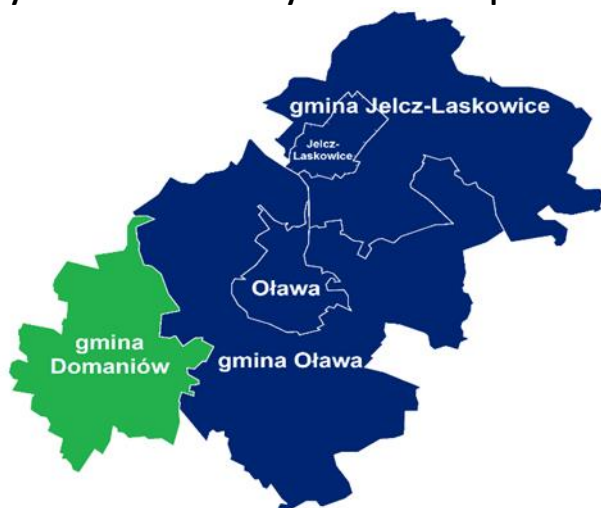 gmina Jelcz-Laskowice
Jelcz-
Laskowice
Oława
gmina
Domaniów
gmina Oława